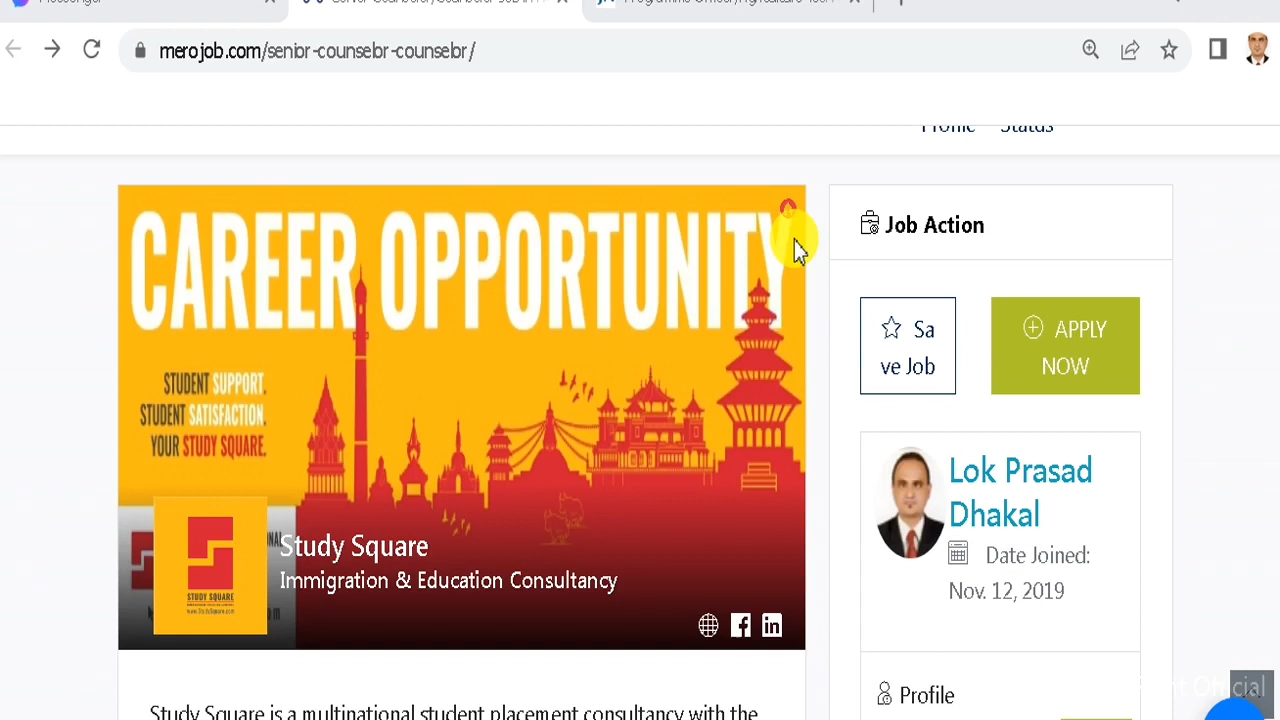 merojob.com/senior-counselor-counselor/
Profile Status
CAREER OPPORTUNITY
STUDENT SUPPORT.
STUDENT SATISFACTION.
YOUR STUDY SQUARE.
STUDY SQUARE
Study Square
Immigration & Education Consultancy
Study Square is a multinational student placement consultancy with the
Job Action
Sa
ve Job
APPLY
NOW
Lok Prasad
Dhakal
Date Joined:
Nov. 12, 2019
Profile